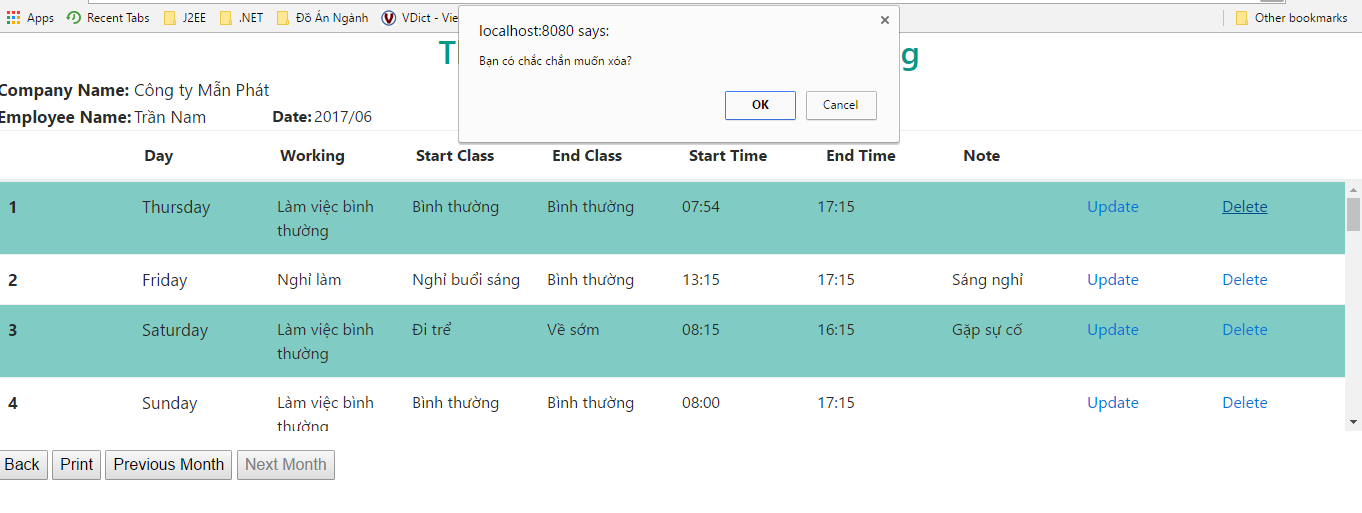 Apps Recent Tabs J2EE .NET Đồ Án Ngành VDict - Vie Other bookmarks
localhost:8080 says:
Bạn có chắc chắn muốn xóa?
OK Cancel
Company Name: Công ty Mẫn Phát
Employee Name: Trần Nam Date: 2017/06
Day Working Start Class End Class Start Time End Time Note
1 Thursday Làm việc bình Bình thường Bình thường 07:54 17:15 Update Delete
thường
2 Friday Nghỉ làm Nghỉ buổi sáng Bình thường 13:15 17:15 Sáng nghỉ Update Delete
3 Saturday Làm việc bình Đi trể Về sớm 08:15 16:15 Gặp sự cố Update Delete
thường
4 Sunday Làm việc bình Bình thường Bình thường 08:00 17:15 Update Delete
thường
Back Print Previous Month Next Month